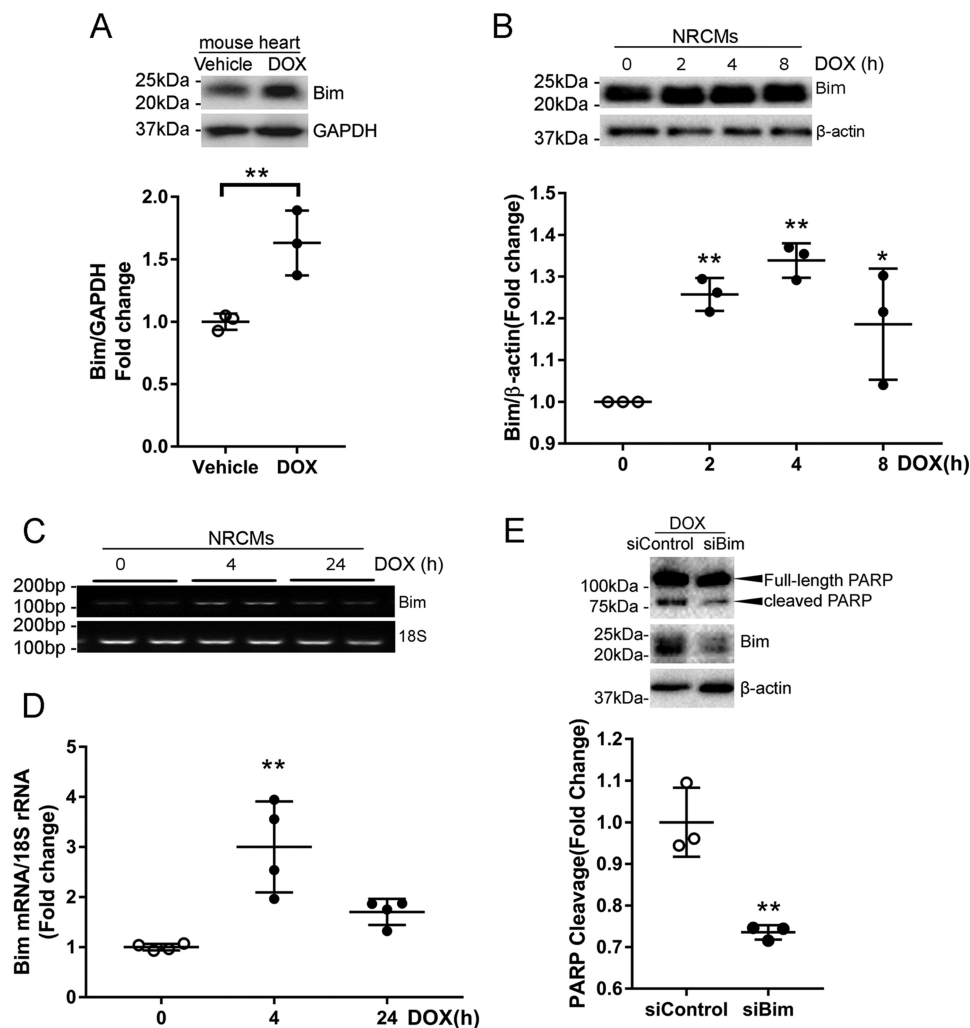 A
mouse heart
Vehicle DOX
25kDa
20kDa
Bim
37kDa
GAPDH
**
2.0
1.5
1.0
0.5
0.0
Bim/GAPDH
Fold change
Vehicle DOX
B
NRCMs
0 2 4 8 DOX (h)
25kDa
20kDa
Bim
37kDa
β-actin
1.5
1.4
1.3
1.2
1.1
1.0
0.9
Bim/β-actin(Fold change)
**
**
*
0 2 4 8 DOX(h)
C
NRCMs
0 4 24 DOX (h)
200bp
100bp
Bim
200bp
100bp
18S
D
5
4
3
2
1
0
Bim mRNA/18S rRNA
(Fold change)
**
0 4 24 DOX(h)
E
DOX
siControl siBim
100kDa
Full-length PARP
75kDa
cleaved PARP
25kDa
20kDa
Bim
37kDa
β-actin
1.2
1.1
1.0
0.9
0.8
0.7
0.6
PARP Cleavage(Fold Change)
**
siControl siBim